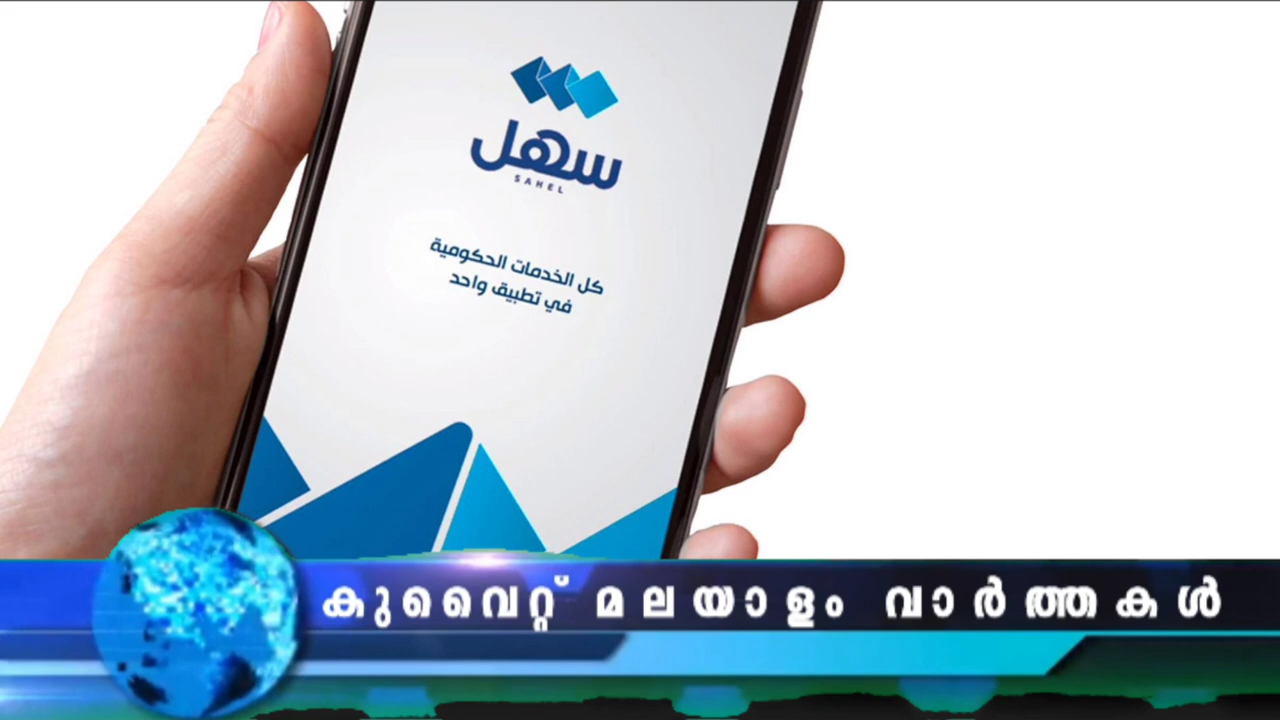 سهل
SAHEL
كل الخدمات الحكومية
في تطبيق واحد
കുവൈറ്റ് മലയാളം വാർത്തകൾ